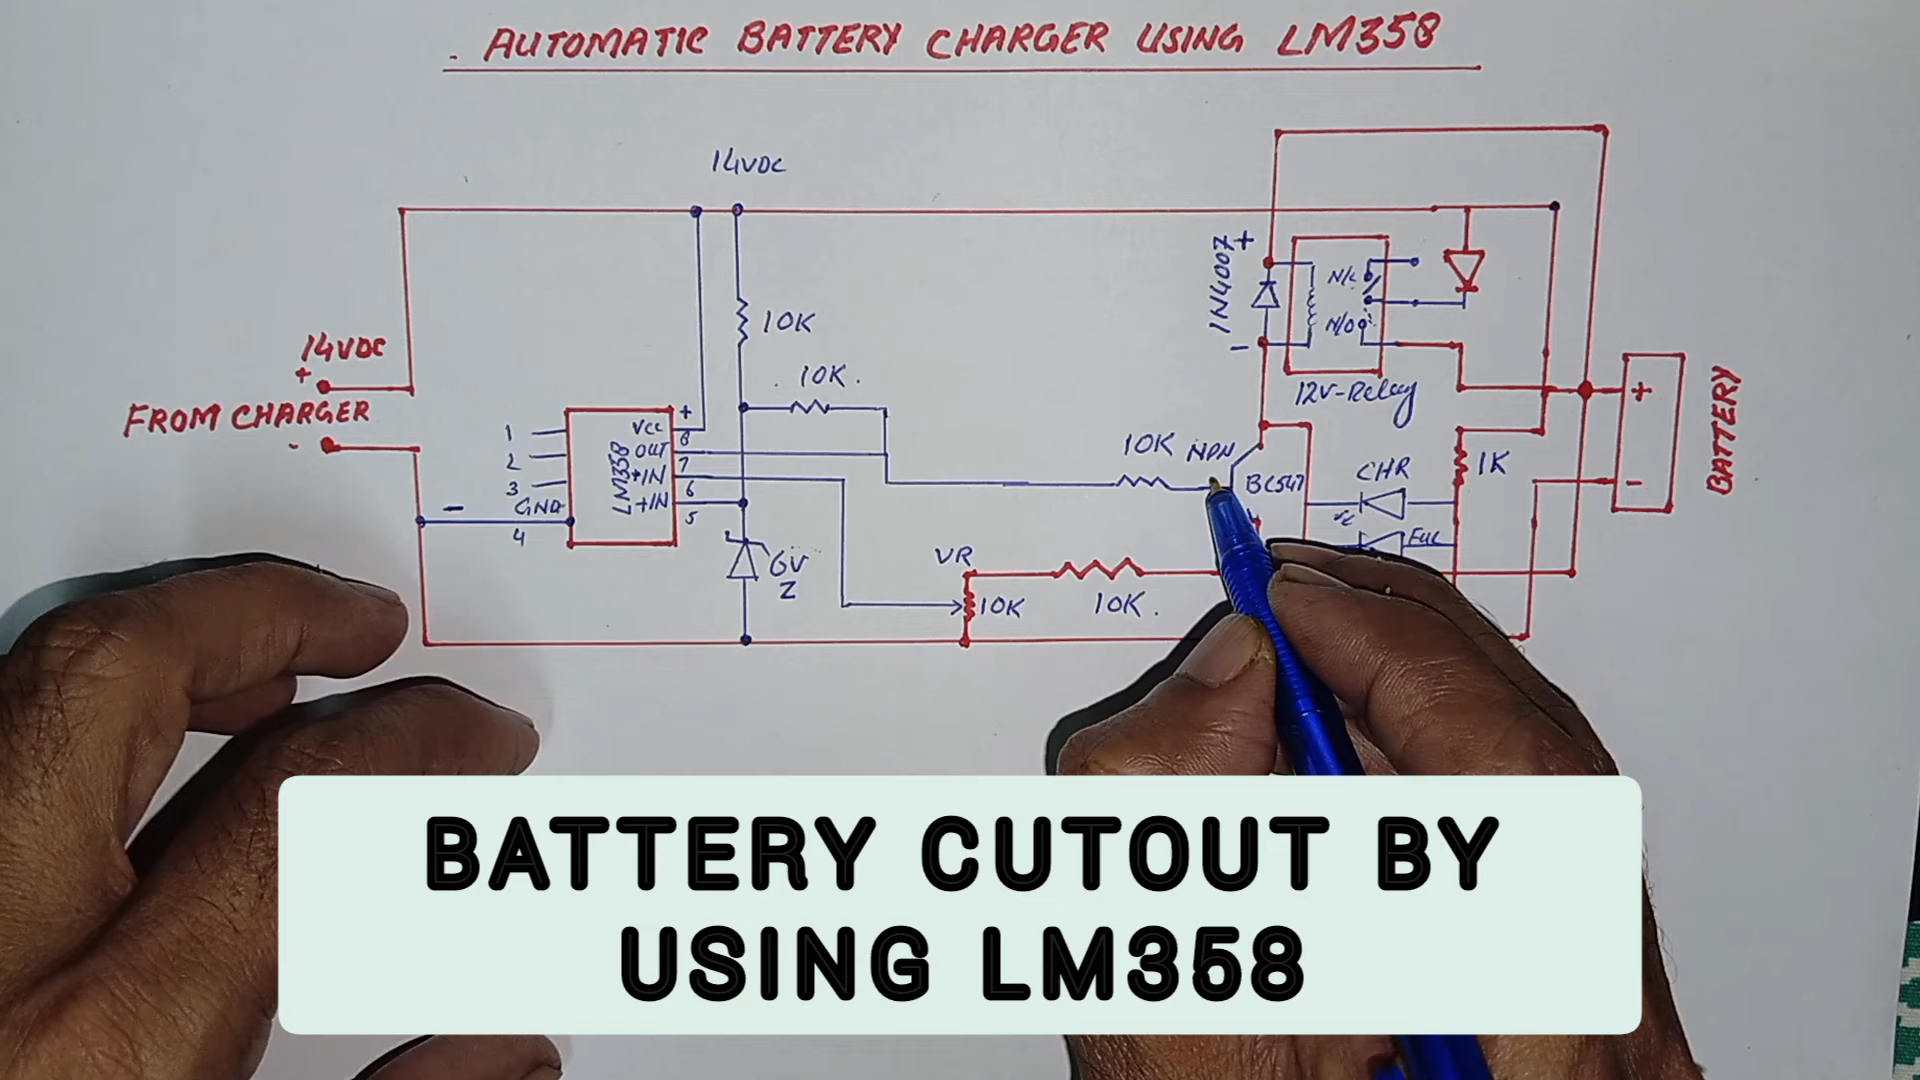 . AUTOMATIC BATTERY CHARGER USING LM358
14VDC
1N4007
+
-
N/C
N/O
12V-Relay
10K
10K.
14VDC
+
FROM CHARGER
-
1
2
3
GND
4
-
LM358
+
VCC
8
OUT
7
+IN
6
+IN
5
6V
Z
VR
10K
10K.
10K
NPN
BC547
CHR
1K
+
-
BATTERY
BATTERY CUTOUT BY
USING LM358